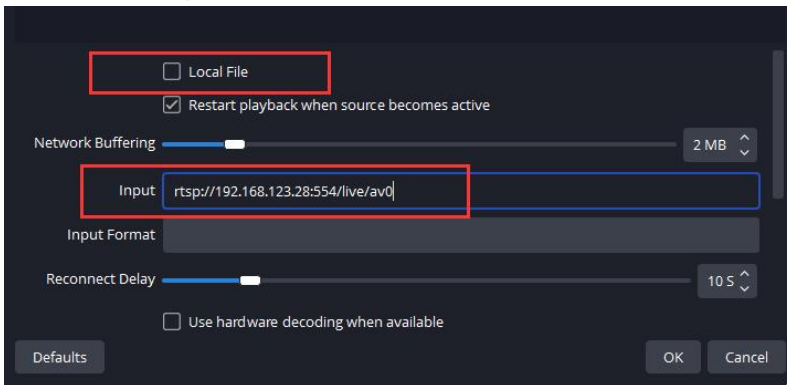 Local File
Restart playback when source becomes active
Network Buffering 2 MB
Input rtsp://192.168.123.28:554/live/av0
Input Format
Reconnect Delay 10 S
Use hardware decoding when available
Defaults OK Cancel